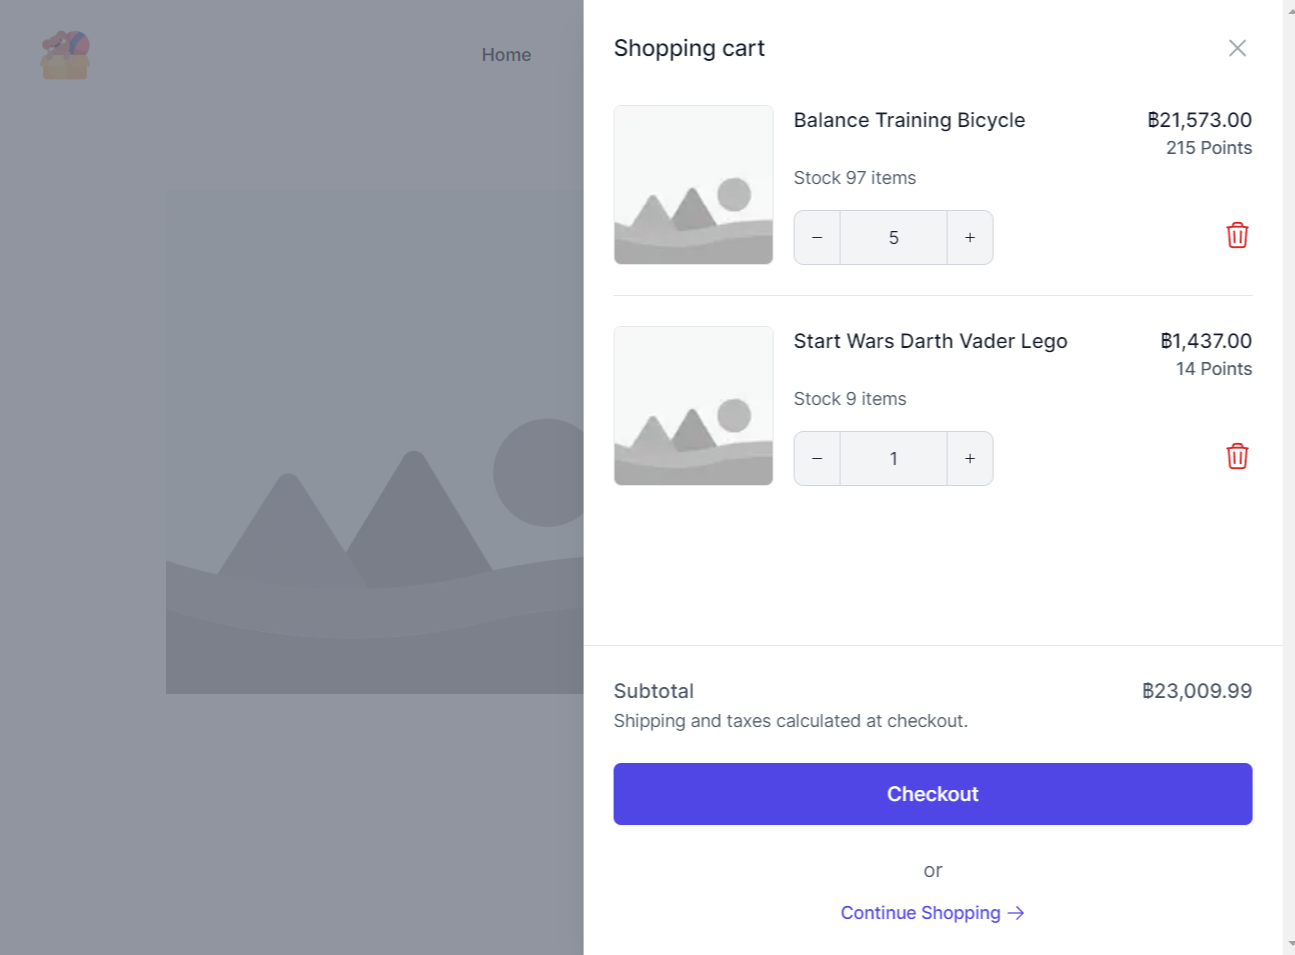 Home
Shopping cart
Balance Training Bicycle
฿21,573.00
215 Points
Stock 97 items
− 5 +
Start Wars Darth Vader Lego
฿1,437.00
14 Points
Stock 9 items
− 1 +
Subtotal
฿23,009.99
Shipping and taxes calculated at checkout.
Checkout
or
Continue Shopping →